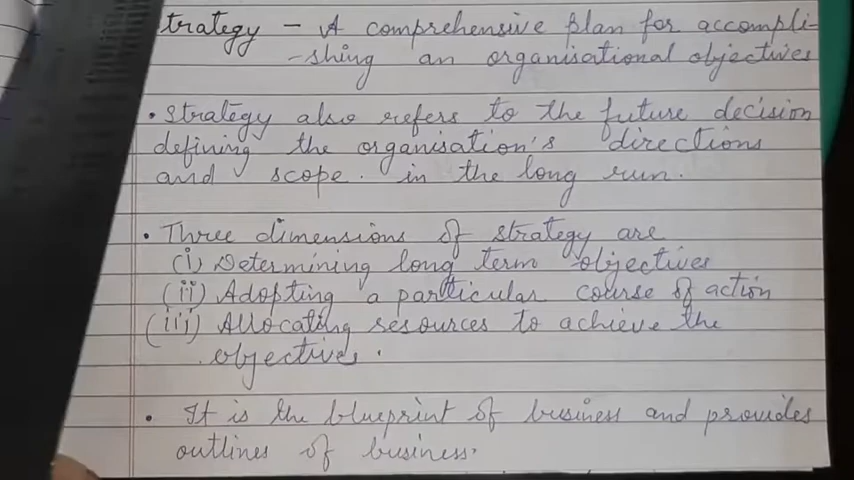 trategy - A comprehensive plan for accompli-
-shing an organisational objectives
• Strategy also refers to the future decision
defining the organisation's directions
and scope. in the long run.
• Three dimensions of strategy are
(i) Determining long term objectives
(ii) Adopting a particular course of action
(iii) Allocating resources to achieve the
objectives.
• It is the blueprint of business and provides
outlines of business.